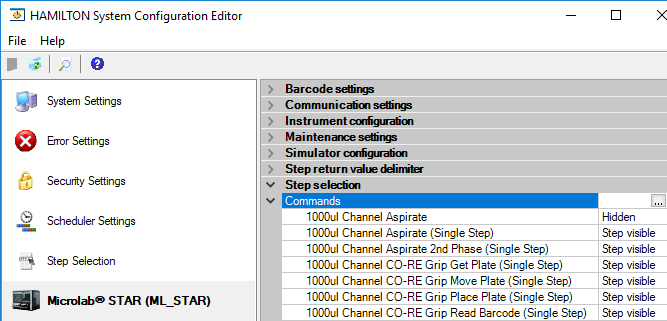 HAMILTON System Configuration Editor
File Help
System Settings
Error Settings
Security Settings
Scheduler Settings
Step Selection
Microlab® STAR (ML_STAR)
Barcode settings
Communication settings
Instrument configuration
Maintenance settings
Simulator configuration
Step return value delimiter
Step selection
Commands ...
1000ul Channel Aspirate Hidden
1000ul Channel Aspirate (Single Step) Step visible
1000ul Channel Aspirate 2nd Phase (Single Step) Step visible
1000ul Channel CO-RE Grip Get Plate (Single Step) Step visible
1000ul Channel CO-RE Grip Move Plate (Single Step) Step visible
1000ul Channel CO-RE Grip Place Plate (Single Step) Step visible
1000ul Channel CO-RE Grip Read Barcode (Single Step) Step visible